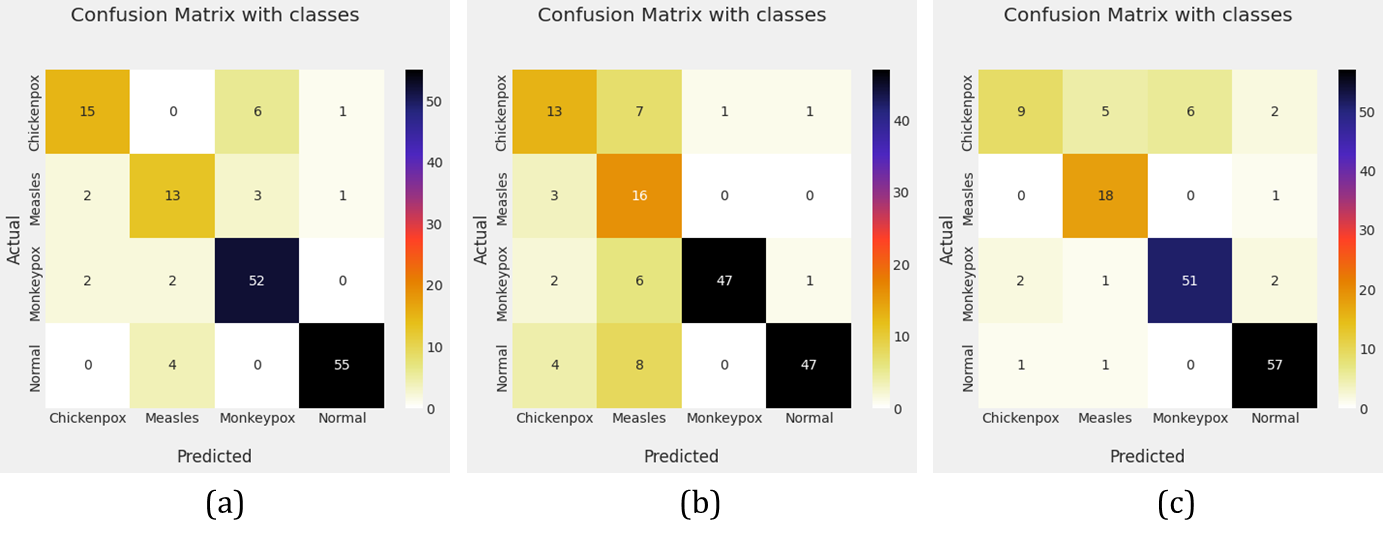 Confusion Matrix with classes
Actual
Chickenpox 15 0 6 1
Measles 2 13 3 1
Monkeypox 2 2 52 0
Normal 0 4 0 55
Chickenpox Measles Monkeypox Normal
Predicted
50
40
30
20
10
0
(a)
Confusion Matrix with classes
Actual
Chickenpox 13 7 1 1
Measles 3 16 0 0
Monkeypox 2 6 47 1
Normal 4 8 0 47
Chickenpox Measles Monkeypox Normal
Predicted
40
30
20
10
0
(b)
Confusion Matrix with classes
Actual
Chickenpox 9 5 6 2
Measles 0 18 0 1
Monkeypox 2 1 51 2
Normal 1 1 0 57
Chickenpox Measles Monkeypox Normal
Predicted
50
40
30
20
10
0
(c)